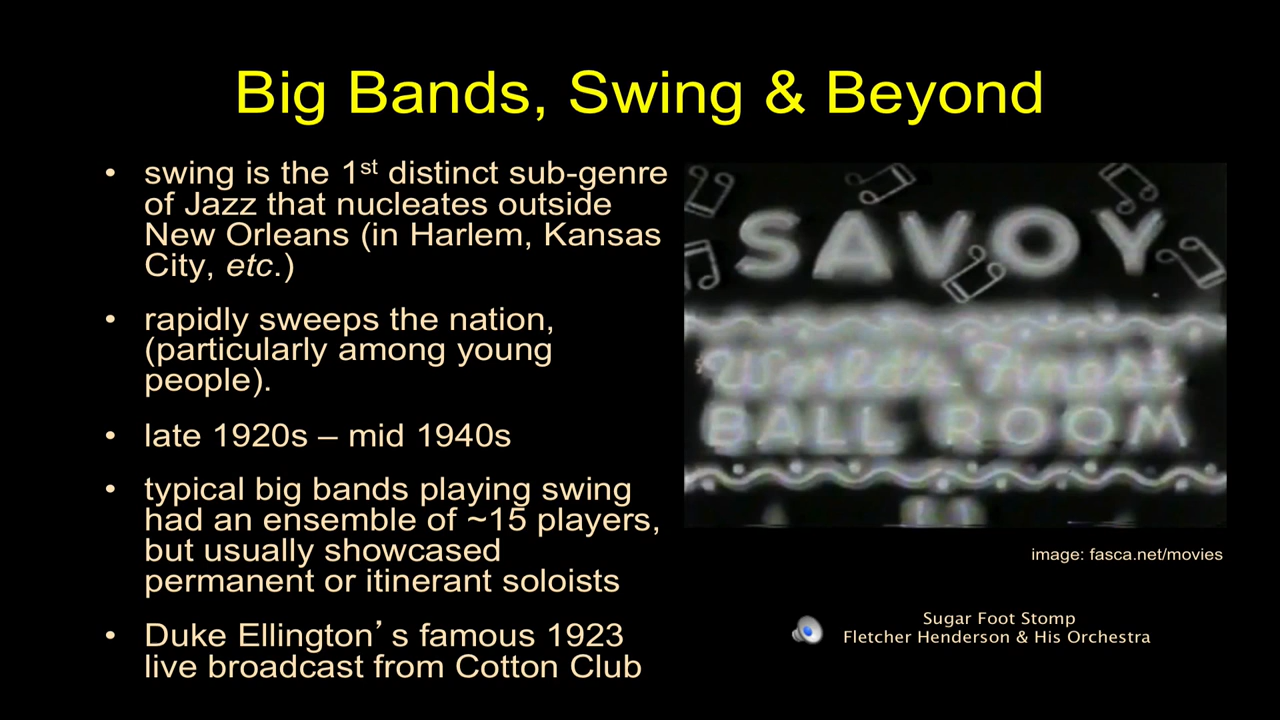 Big Bands, Swing & Beyond
• swing is the 1st distinct sub-genre
of Jazz that nucleates outside
New Orleans (in Harlem, Kansas
City, etc.)
• rapidly sweeps the nation,
(particularly among young
people).
• late 1920s – mid 1940s
• typical big bands playing swing
had an ensemble of ~15 players,
but usually showcased
permanent or itinerant soloists
• Duke Ellington’s famous 1923
live broadcast from Cotton Club
SAVOY
World's Finest
BALL ROOM
image: fasca.net/movies
Sugar Foot Stomp
Fletcher Henderson & His Orchestra